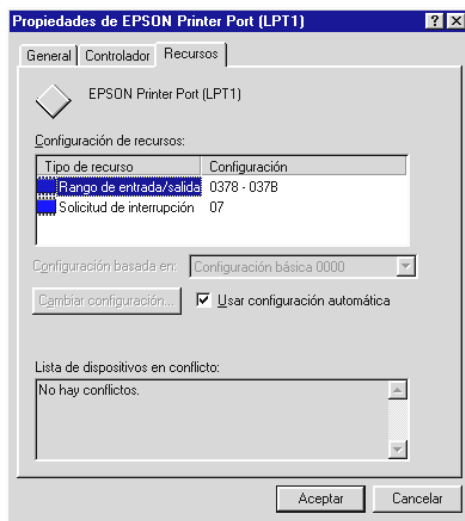 Propiedades de EPSON Printer Port (LPT1)
General Controlador Recursos
EPSON Printer Port (LPT1)
Configuración de recursos:
Tipo de recurso Configuración
Rango de entrada/salida 0378 - 037B
Solicitud de interrupción 07
Configuración basada en: Configuración básica 0000
Cambiar configuración... Usar configuración automática
Lista de dispositivos en conflicto:
No hay conflictos.
Aceptar Cancelar